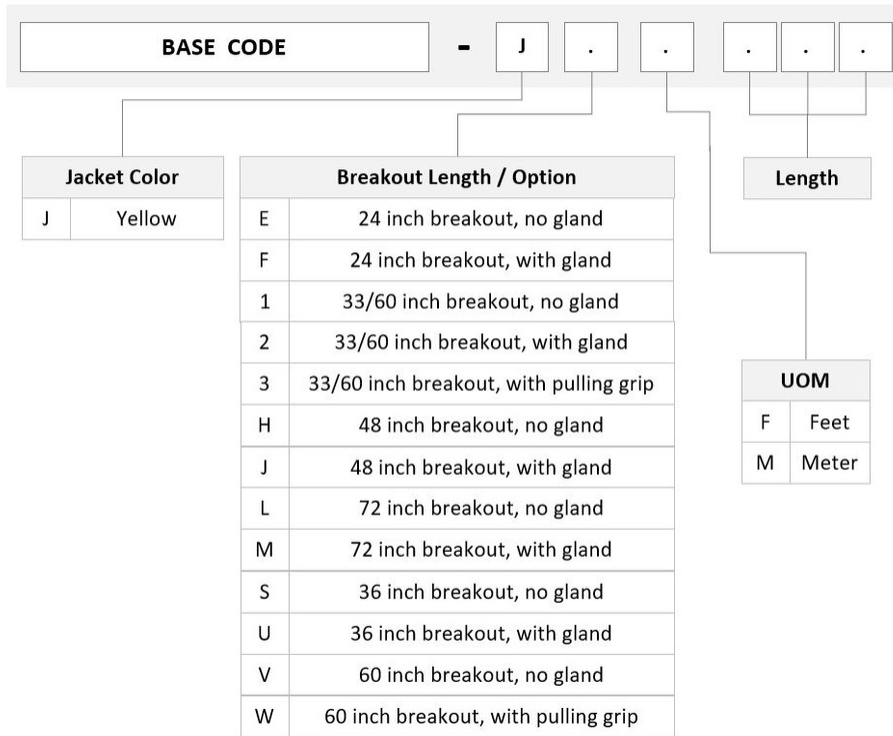 BASE CODE - J . . . . .
Jacket Color
J Yellow
Breakout Length / Option
E 24 inch breakout, no gland
F 24 inch breakout, with gland
1 33/60 inch breakout, no gland
2 33/60 inch breakout, with gland
3 33/60 inch breakout, with pulling grip
H 48 inch breakout, no gland
J 48 inch breakout, with gland
L 72 inch breakout, no gland
M 72 inch breakout, with gland
S 36 inch breakout, no gland
U 36 inch breakout, with gland
V 60 inch breakout, no gland
W 60 inch breakout, with pulling grip
Length
UOM
F Feet
M Meter